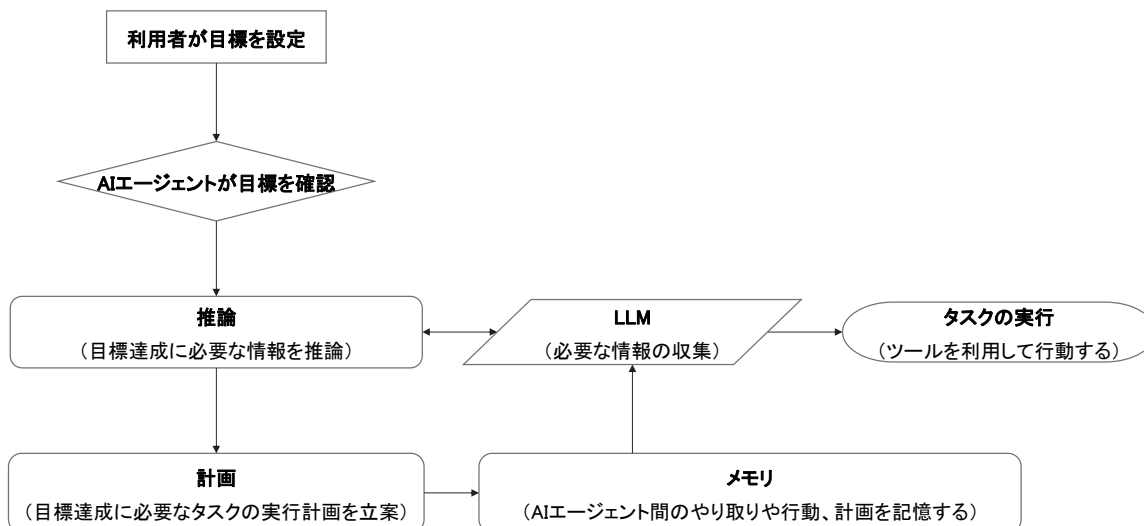 利用者が目標を設定
AIエージェントが目標を確認
推論
（目標達成に必要な情報を推論）
LLM
（必要な情報の収集）
タスクの実行
（ツールを利用して行動する）
計画
（目標達成に必要なタスクの実行計画を立案）
メモリ
（AIエージェント間のやり取りや行動、計画を記憶する）